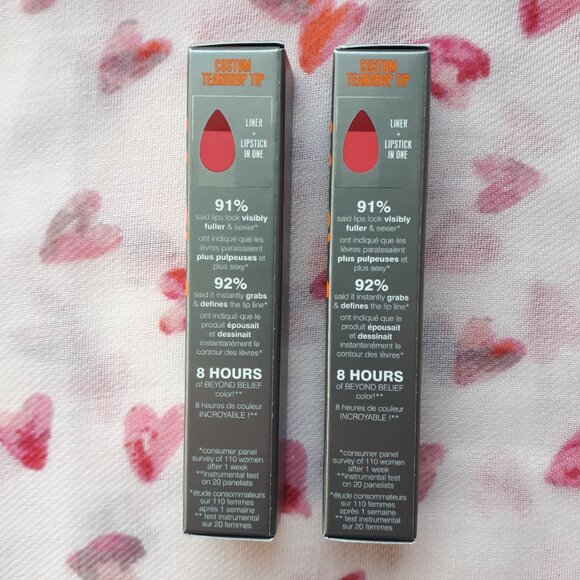 CUSTOM
TEARDROP TIP
LINER
+
LIPSTICK
IN ONE
91%
said lips look visibly
fuller & sexier*
ont indiqué que les
lèvres paraissaient
plus pulpeuses et
plus sexy*
92%
said it instantly grabs
& defines the lip line*
ont indiqué que le
produit épousait
et dessinait
instantanément le
contour des lèvres*
8 HOURS
of BEYOND BELIEF
color!**
8 heures de couleur
INCROYABLE !**
*consumer panel
survey of 110 women
after 1 week
**instrumental test
on 20 panelists
*étude consommateurs
sur 110 femmes
après 1 semaine
** test instrumental
sur 20 femmes
CUSTOM
TEARDROP TIP
LINER
+
LIPSTICK
IN ONE
91%
said lips look visibly
fuller & sexier*
ont indiqué que les
lèvres paraissaient
plus pulpeuses et
plus sexy*
92%
said it instantly grabs
& defines the lip line*
ont indiqué que le
produit épousait
et dessinait
instantanément le
contour des lèvres*
8 HOURS
of BEYOND BELIEF
color!**
8 heures de couleur
INCROYABLE !**
*consumer panel
survey of 110 women
after 1 week
**instrumental test
on 20 panelists
*étude consommateurs
sur 110 femmes
après 1 semaine
** test instrumental
sur 20 femmes